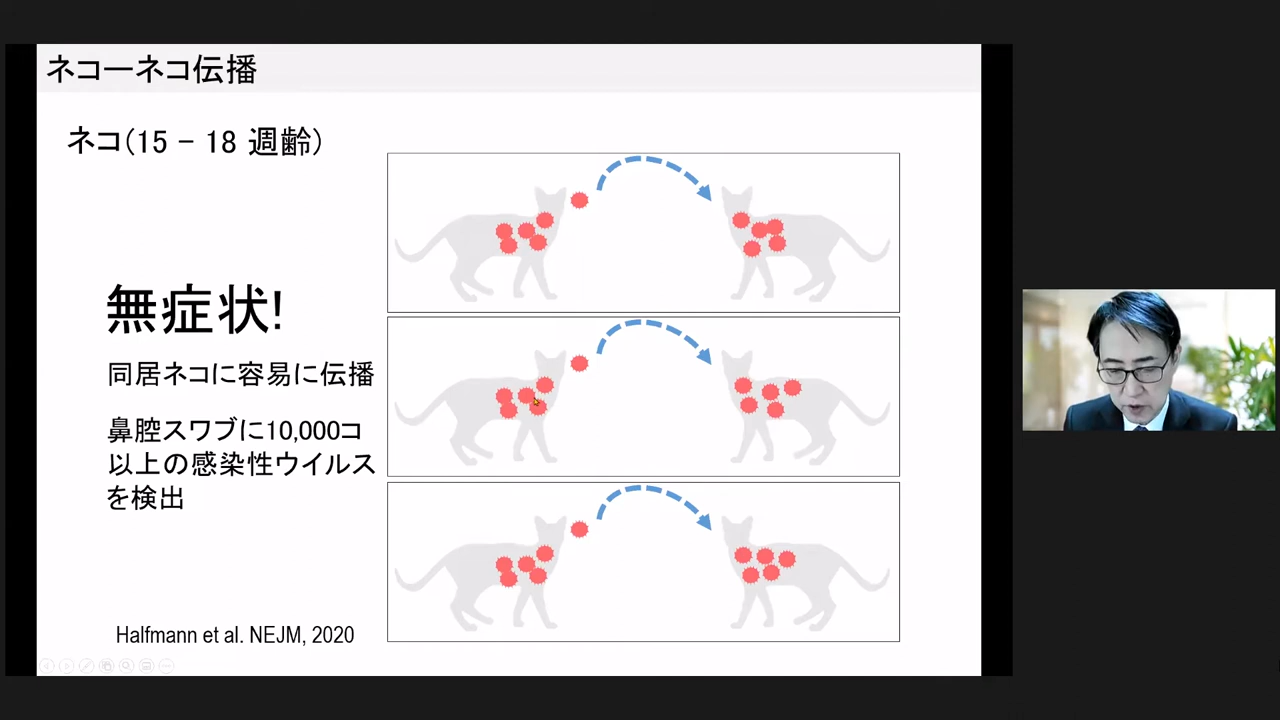 ネコーネコ伝播
ネコ(15 – 18 週齢)
無症状!
同居ネコに容易に伝播
鼻腔スワブに10,000コ
以上の感染性ウイルス
を検出
Halfmann et al. NEJM, 2020